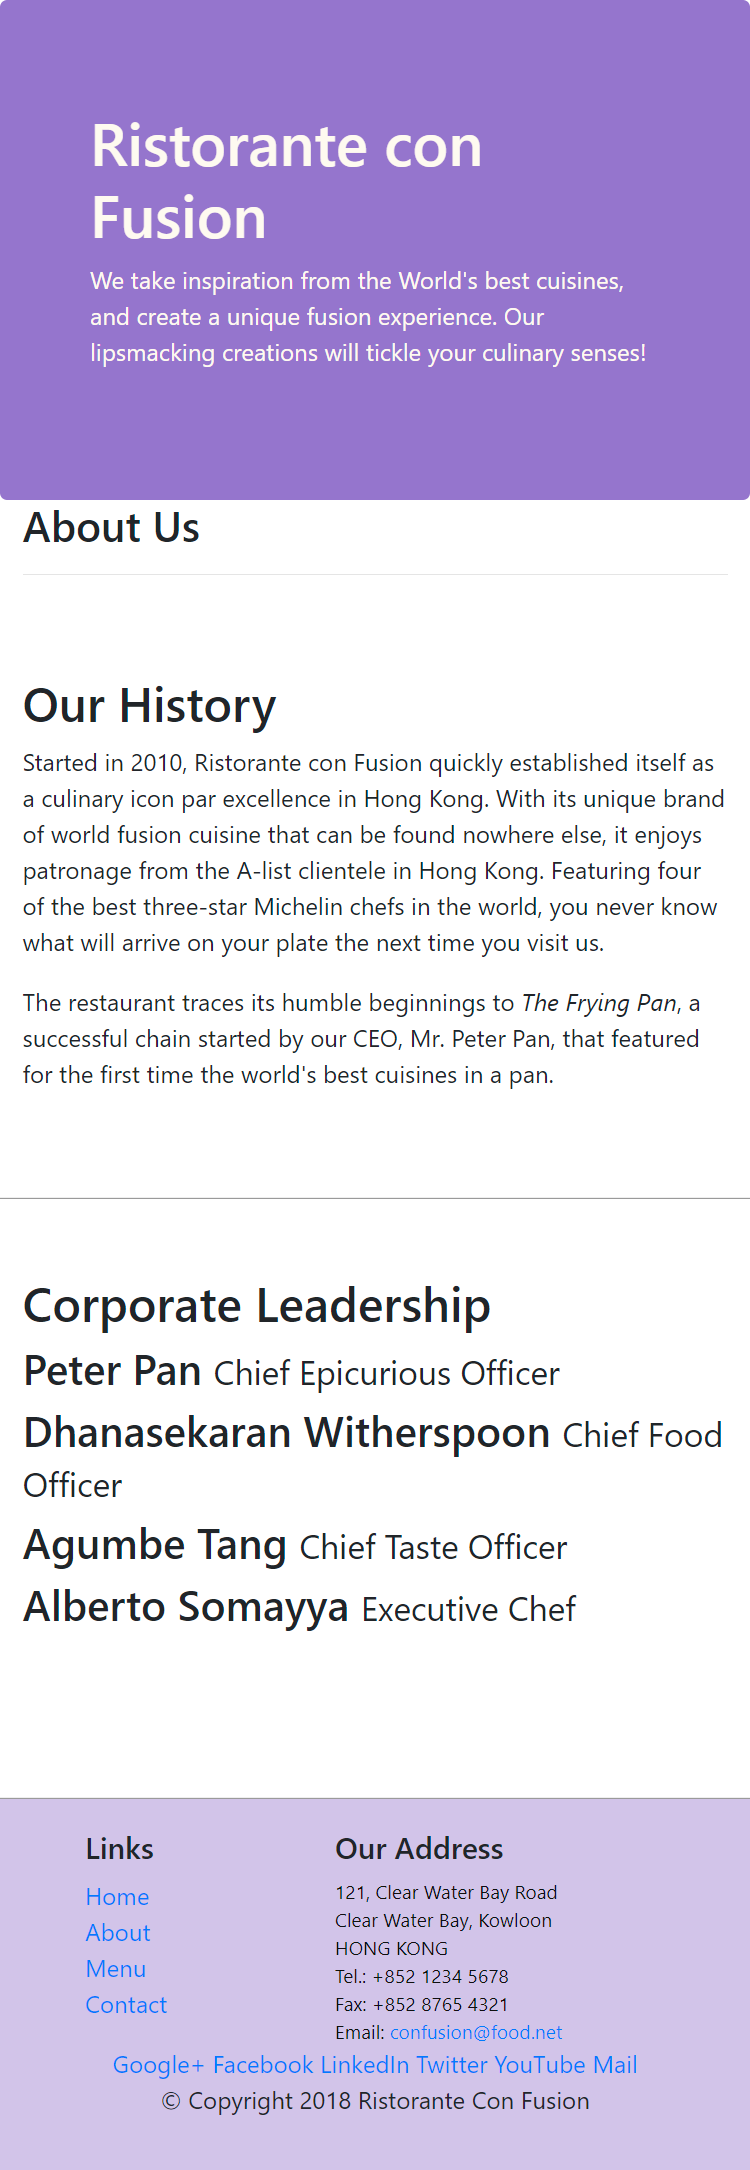 Ristorante con
Fusion
We take inspiration from the World's best cuisines,
and create a unique fusion experience. Our
lipsmacking creations will tickle your culinary senses!
About Us
Our History
Started in 2010, Ristorante con Fusion quickly established itself as
a culinary icon par excellence in Hong Kong. With its unique brand
of world fusion cuisine that can be found nowhere else, it enjoys
patronage from the A-list clientele in Hong Kong. Featuring four
of the best three-star Michelin chefs in the world, you never know
what will arrive on your plate the next time you visit us.
The restaurant traces its humble beginnings to The Frying Pan, a
successful chain started by our CEO, Mr. Peter Pan, that featured
for the first time the world's best cuisines in a pan.
Corporate Leadership
Peter Pan Chief Epicurious Officer
Dhanasekaran Witherspoon Chief Food
Officer
Agumbe Tang Chief Taste Officer
Alberto Somayya Executive Chef
Links
Home
About
Menu
Contact
Our Address
121, Clear Water Bay Road
Clear Water Bay, Kowloon
HONG KONG
Tel.: +852 1234 5678
Fax: +852 8765 4321
Email: confusion@food.net
Google+ Facebook LinkedIn Twitter YouTube Mail
© Copyright 2018 Ristorante Con Fusion